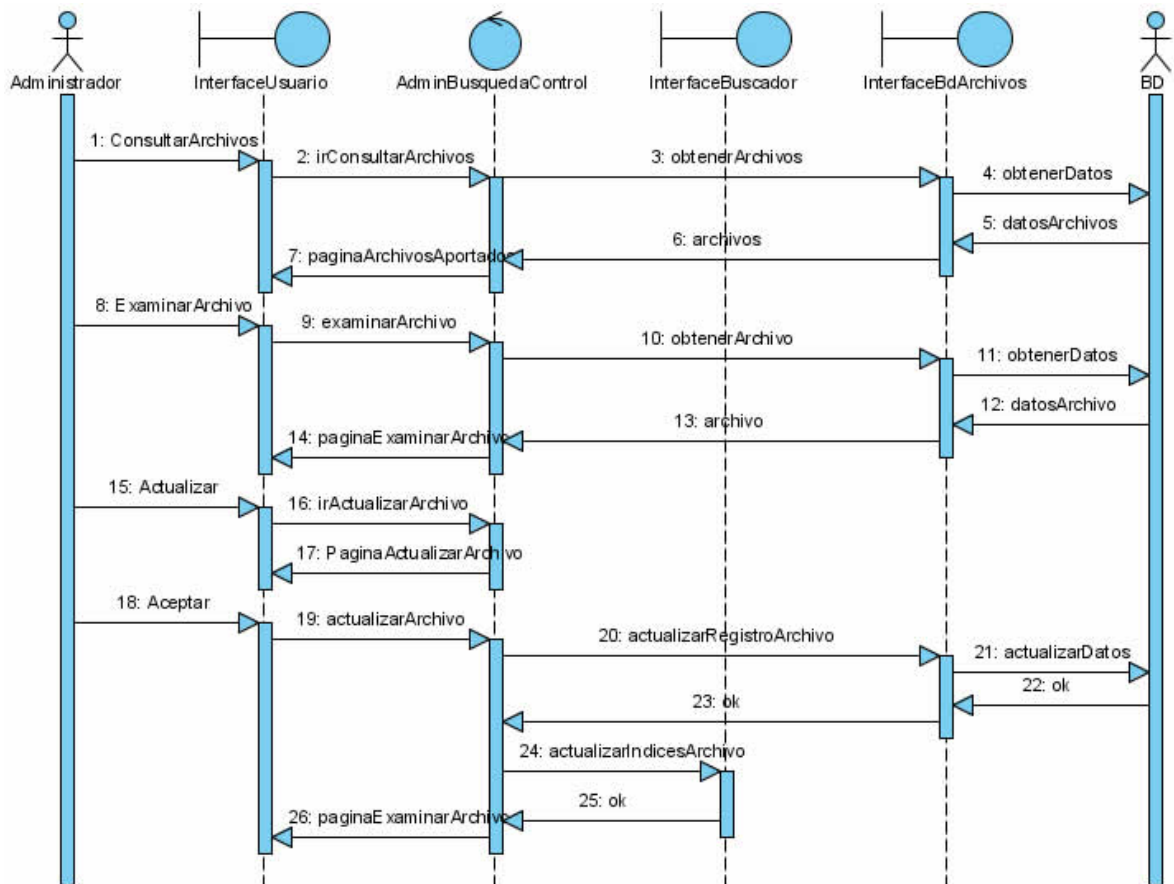 Administrador
InterfaceUsuario
AdminBusquedaControl
InterfaceBuscador
InterfaceBdArchivos
BD
1: ConsultarArchivos
2: irConsultarArchivos
3: obtenerArchivos
4: obtenerDatos
5: datosArchivos
6: archivos
7: paginaArchivosAportados
8: ExaminarArchivo
9: examinarArchivo
10: obtenerArchivo
11: obtenerDatos
12: datosArchivo
13: archivo
14: paginaExaminarArchivo
15: Actualizar
16: irActualizarArchivo
17: PaginaActualizarArchivo
18: Aceptar
19: actualizarArchivo
20: actualizarRegistroArchivo
21: actualizarDatos
22: ok
23: ok
24: actualizarIndicesArchivo
25: ok
26: paginaExaminarArchivo